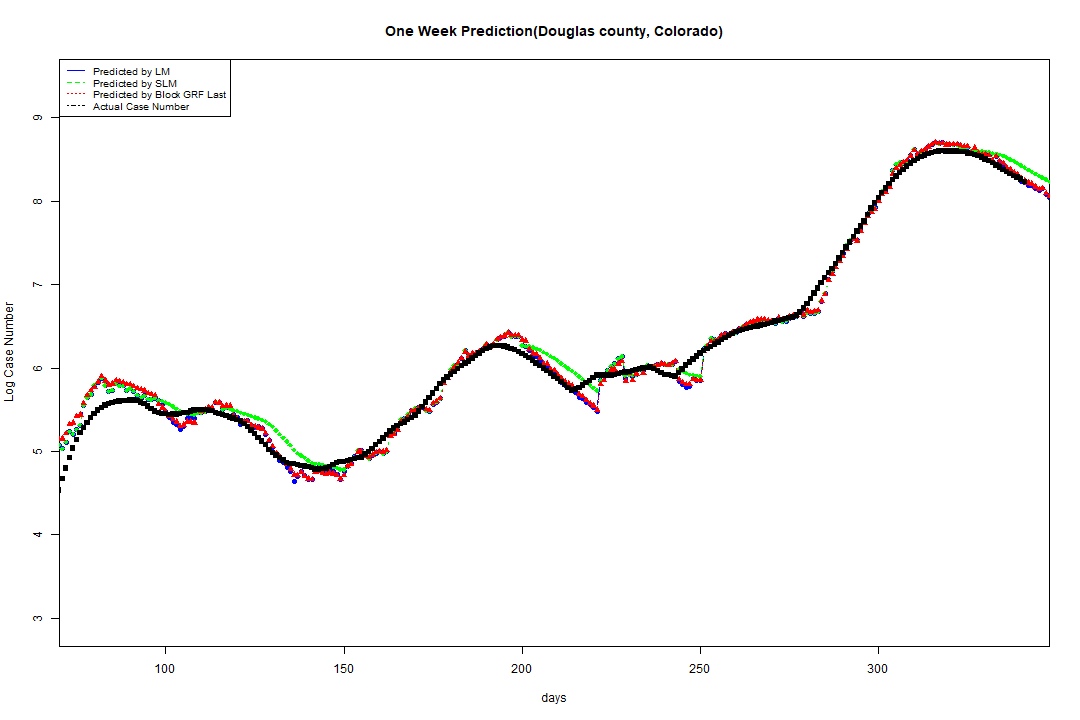 One Week Prediction(Douglas county, Colorado)
Predicted by LM
Predicted by SLM
Predicted by Block GRF Last
Actual Case Number
9
8
7
6
5
4
3
Log Case Number
100 150 200 250 300
days